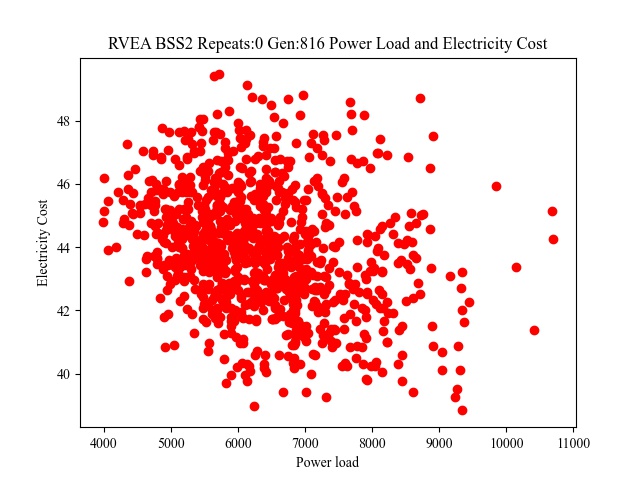 RVEA BSS2 Repeats:0 Gen:816 Power Load and Electricity Cost
Electricity Cost
48
46
44
42
40
4000 5000 6000 7000 8000 9000 10000 11000
Power load